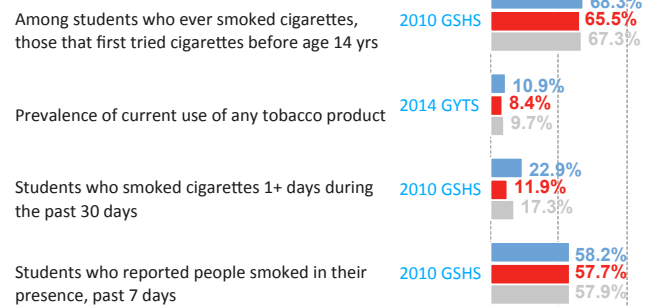 68.3%
Among students who ever smoked cigarettes, 2010 GSHS 65.5%
those that first tried cigarettes before age 14 yrs 67.3%
10.9%
Prevalence of current use of any tobacco product 2014 GYTS 8.4%
9.7%
22.9%
Students who smoked cigarettes 1+ days during 2010 GSHS 11.9%
the past 30 days 17.3%
58.2%
Students who reported people smoked in their 2010 GSHS 57.7%
presence, past 7 days 57.9%